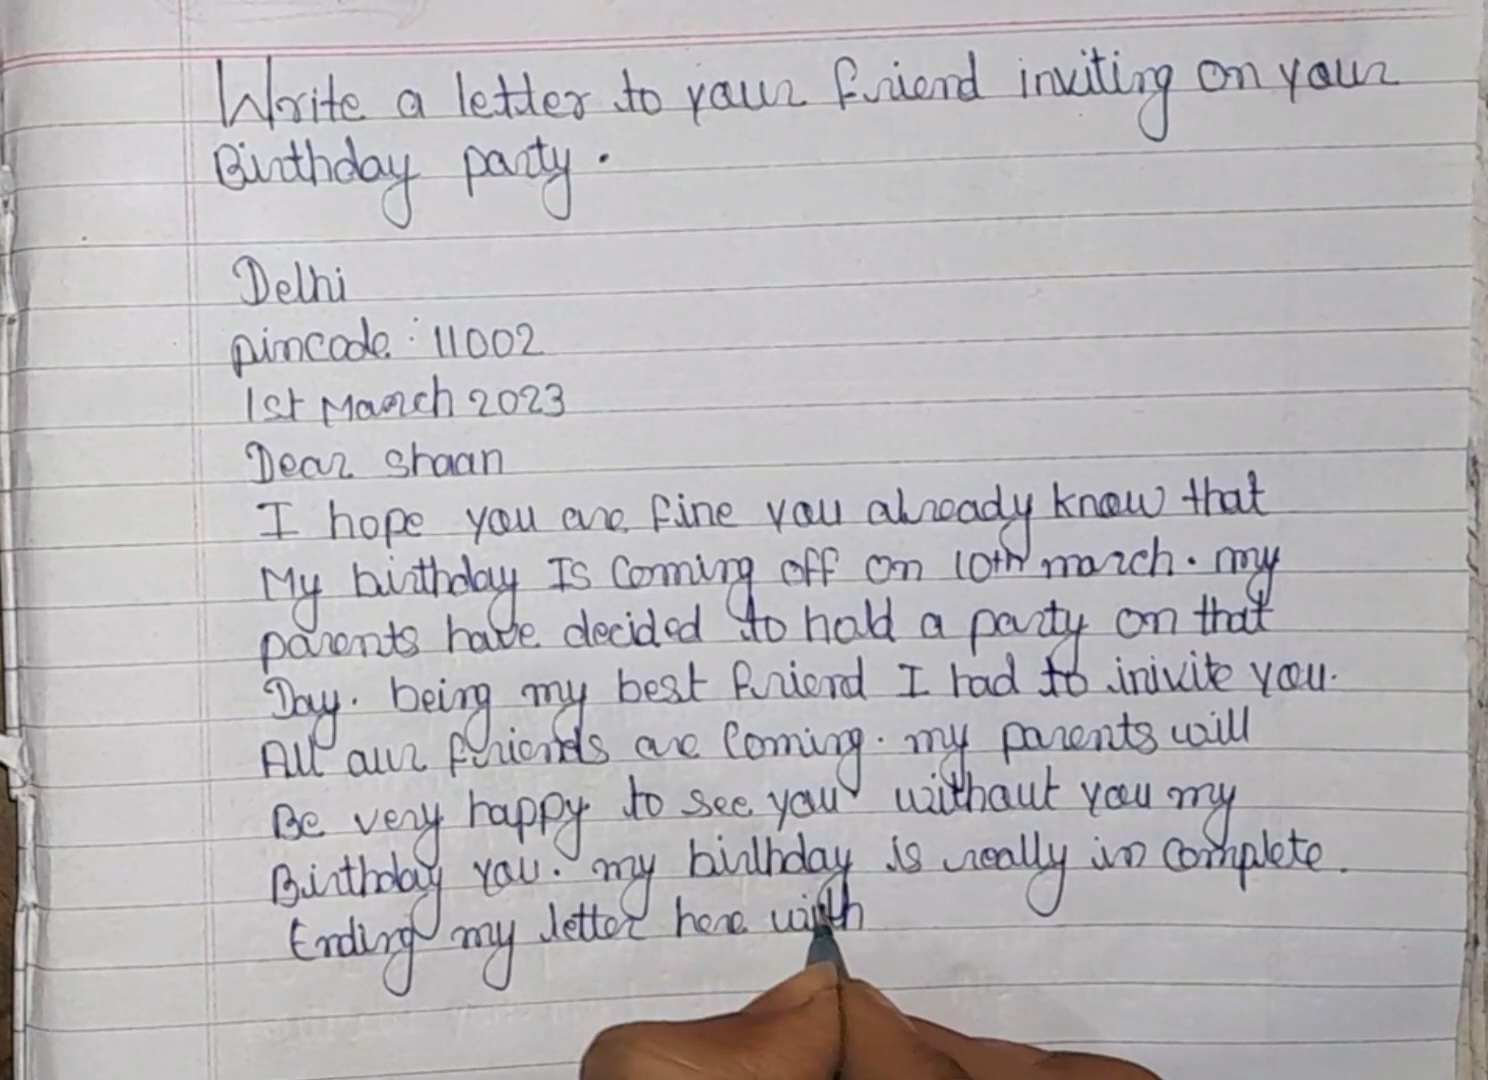 Write a letter to your friend inviting on your
Birthday party.
Delhi
pincode : 11002
1st March 2023
Dear shaan
I hope you are fine you already know that
My birthday Is Coming off on 10th march. my
parents have decided to hold a party on that
Day. being my best friend I had to inivite you.
All our friends are Coming. my parents will
Be very happy to see you without you my
Birthday you. my birthday is really in complete.
Ending my letter here with